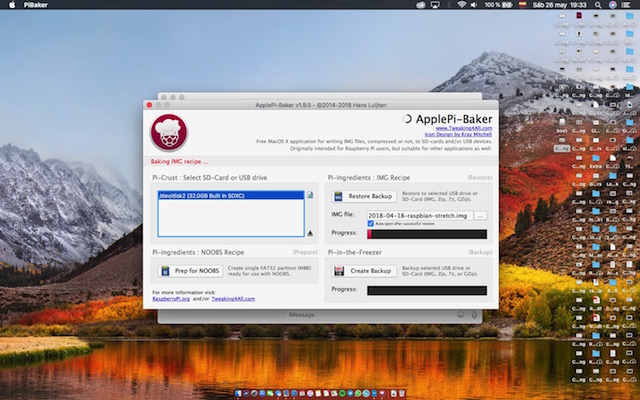 PiBaker
100 %
Sáb 26 may 19:33
ApplePi-Baker v1.9.5 - ©2014-2018 Hans Luijten
ApplePi-Baker
www.Tweaking4All.com
Icon Design by Kray Mitchell
Free MacOS X application for writing IMG files, compressed or not, to SD-cards and/or USB devices.
Originally intended for Raspberry Pi users, but suitable for other applications as well.
Baking IMG recipe ...
Pi-Crust : Select SD-Card or USB drive
/dev/disk2 (32.0GB Built in SDXC)
Pi-Ingredients : NOOBS Recipe (Prepare)
Prep for NOOBS
Create single FAT32 partition (MBR)
ready for use with NOOBS.
For more information visit:
RaspberryPi.org and/or Tweaking4All.com
Pi-Ingredients : IMG Recipe (Restore)
Restore Backup
Restore to selected USB drive or
SD-Card (IMG, Zip, 7Z, GZip).
IMG file: 2018-04-18-raspbian-stretch.img ...
Auto eject after successful restore
Progress:
Pi-in-the-Freezer (Backup)
Create Backup
Backup selected USB drive or
SD-Card (IMG, Zip, 7Z, GZip).
Progress:
iMessage
boot